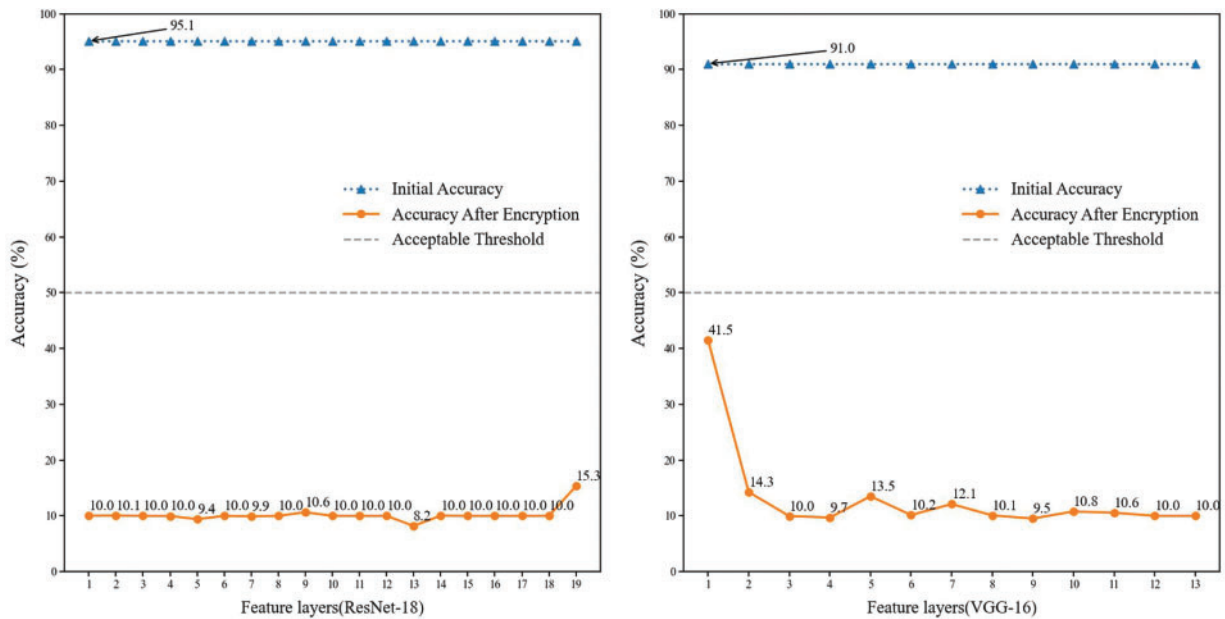 100
90
80
70
60
50
40
30
20
10
0
Accuracy (%)
95.1
Initial Accuracy
Accuracy After Encryption
Acceptable Threshold
10.0 10.1 10.0 10.0 9.4 10.0 9.9 10.0 10.6 10.0 10.0 10.0 8.2 10.0 10.0 10.0 10.0 10.0 15.3
1 2 3 4 5 6 7 8 9 10 11 12 13 14 15 16 17 18 19
Feature layers(ResNet-18)
100
90
80
70
60
50
40
30
20
10
0
Accuracy (%)
91.0
Initial Accuracy
Accuracy After Encryption
Acceptable Threshold
41.5 14.3 10.0 9.7 13.5 10.2 12.1 10.1 9.5 10.8 10.6 10.0 10.0
1 2 3 4 5 6 7 8 9 10 11 12 13
Feature layers(VGG-16)